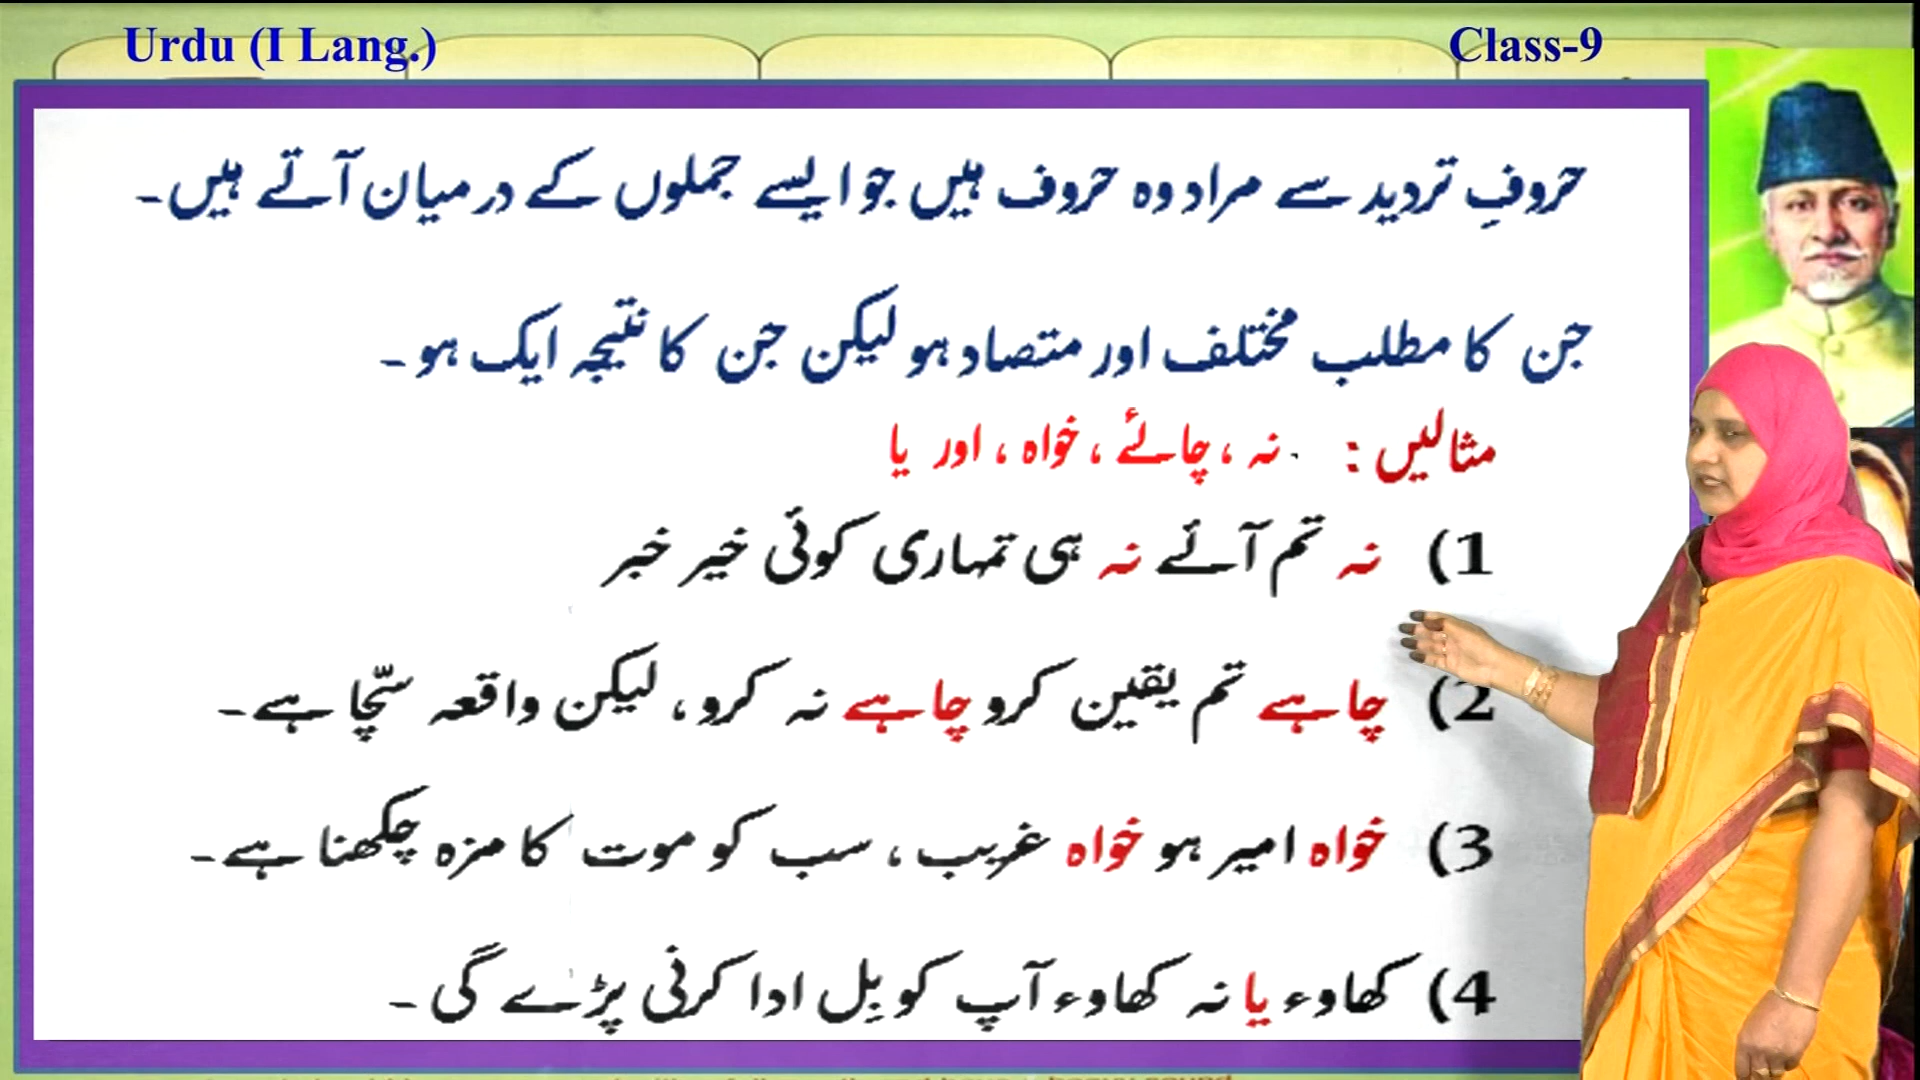 Urdu (I Lang.)
Class-9
حروفِ تردید سے مراد وہ حروف ہیں جو ایسے جملوں کے درمیان آتے ہیں۔
جن کا مطلب مختلف اور متصاد ہو لیکن جن کا نتیجہ ایک ہو۔
مثالیں : نہ ، چائے ، خواہ ، اور یا
1) نہ تم آئے نہ ہی تمہاری کوئی خیر خبر
2) چاہے تم یقین کرو چاہے نہ کرو ، لیکن واقعہ سچّا ہے۔
3) خواہ امیر ہو خواہ غریب ، سب کو موت کا مزہ چکھنا ہے۔
4) کھاوء یا نہ کھاوء آپ کو بِل ادا کرنی پڑے گی ۔